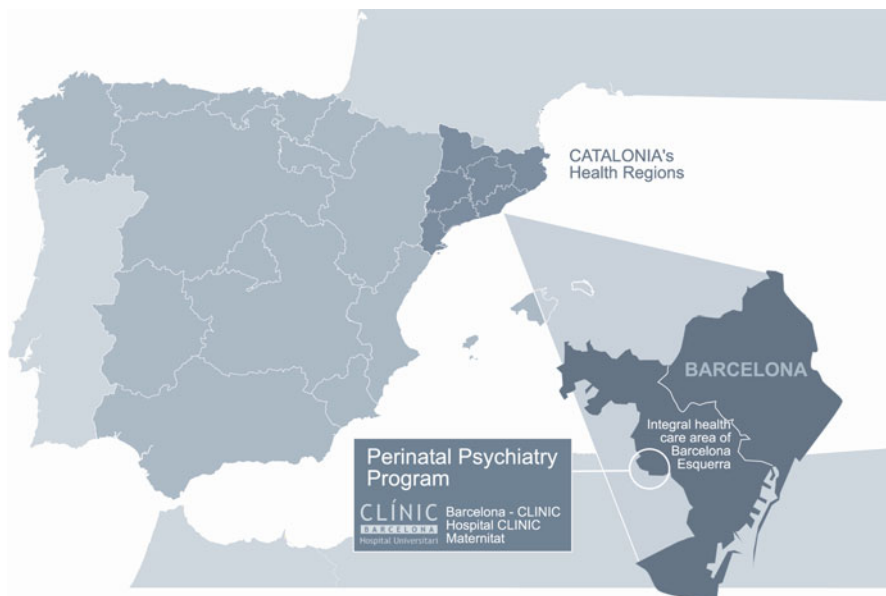 CATALONIA's
Health Regions
BARCELONA
Integral health
care area of
Barcelona
Esquerra
Perinatal Psychiatry
Program
CLÍNIC
BARCELONA
Hospital Universitari
Barcelona - CLINIC
Hospital CLINIC
Maternitat